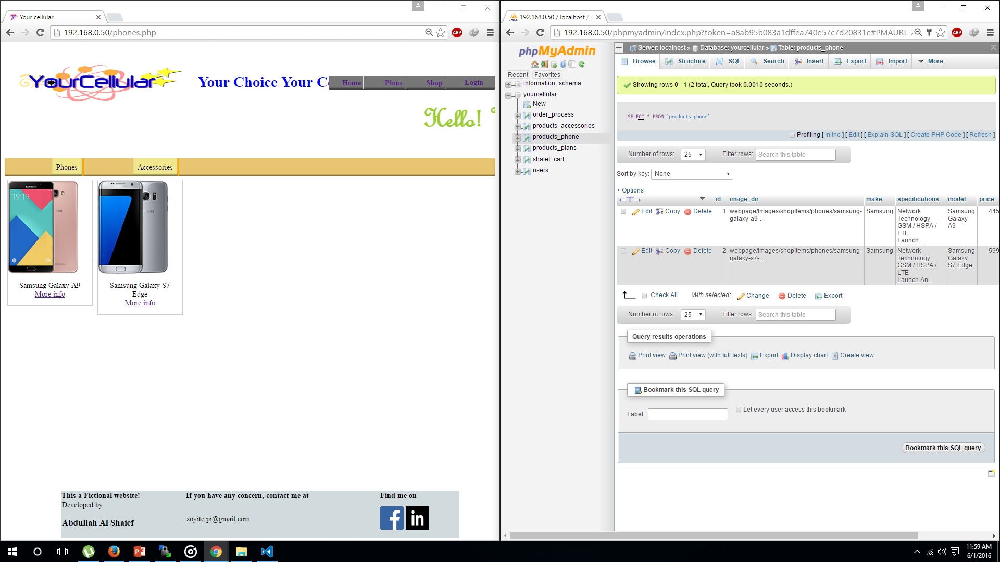 Your cellular
192.168.0.50/phones.php
ABP
YourCellular
Your Choice Your C
Home
Plans
Shop
Login
Hello!
Phones
Accessories
SAMSUNG
19:19
SAMSUNG
Samsung Galaxy A9
More info
Samsung Galaxy S7
Edge
More info
This a Fictional website!
Developed by
Abdullah Al Shaief
If you have any concern, contact me at
zoyite.pi@gmail.com
Find me on
f
in
PMA
192.168.0.50 / localhost /
192.168.0.50/phpmyadmin/index.php?token=a8ab95b083a1dffea740e57c7d20831e#PMAURL-2
ABP
phpMyAdmin
Recent
Favorites
information_schema
yourcellular
New
order_process
products_accessories
products_phone
products_plans
shaief_cart
users
Server: localhost » Database: yourcellular » Table: products_phone
Browse
Structure
SQL
Search
Insert
Export
Import
More
Showing rows 0 - 1 (2 total, Query took 0.0010 seconds.)
SELECT * FROM `products_phone`
Profiling [ Inline ] [ Edit ] [ Explain SQL ] [ Create PHP Code ] [ Refresh ]
Number of rows: 25
Filter rows: Search this table
Sort by key: None
+ Options
←T→ id image_dir make specifications model price
Edit Copy Delete 1 webpage/Images/shopItems/phones/samsung-galaxy-a9-... Samsung Network Technology GSM / HSPA / LTE Launch ... Samsung Galaxy A9 445
Edit Copy Delete 2 webpage/Images/shopItems/phones/samsung-galaxy-s7-... Samsung Network Technology GSM / HSPA / LTE Launch An... Samsung Galaxy S7 Edge 599
Check All With selected: Change Delete Export
Number of rows: 25
Filter rows: Search this table
Query results operations
Print view Print view (with full texts) Export Display chart Create view
Bookmark this SQL query
Label:
Let every user access this bookmark
Bookmark this SQL query
11:59 AM
6/1/2016